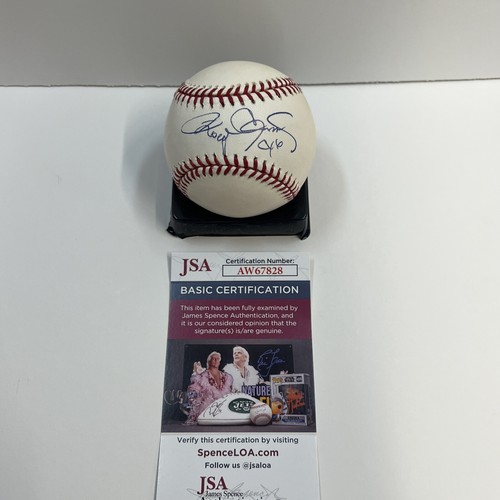 JSA
Certification Number:
AW67828
BASIC CERTIFICATION
This item has been fully examined by
James Spence Authentication, and
it is our considered opinion that the
signature(s) is/are genuine.
JETS
Verify this certification by visiting
SpenceLOA.com
Follow us @jsaloa
JSA
James Spence